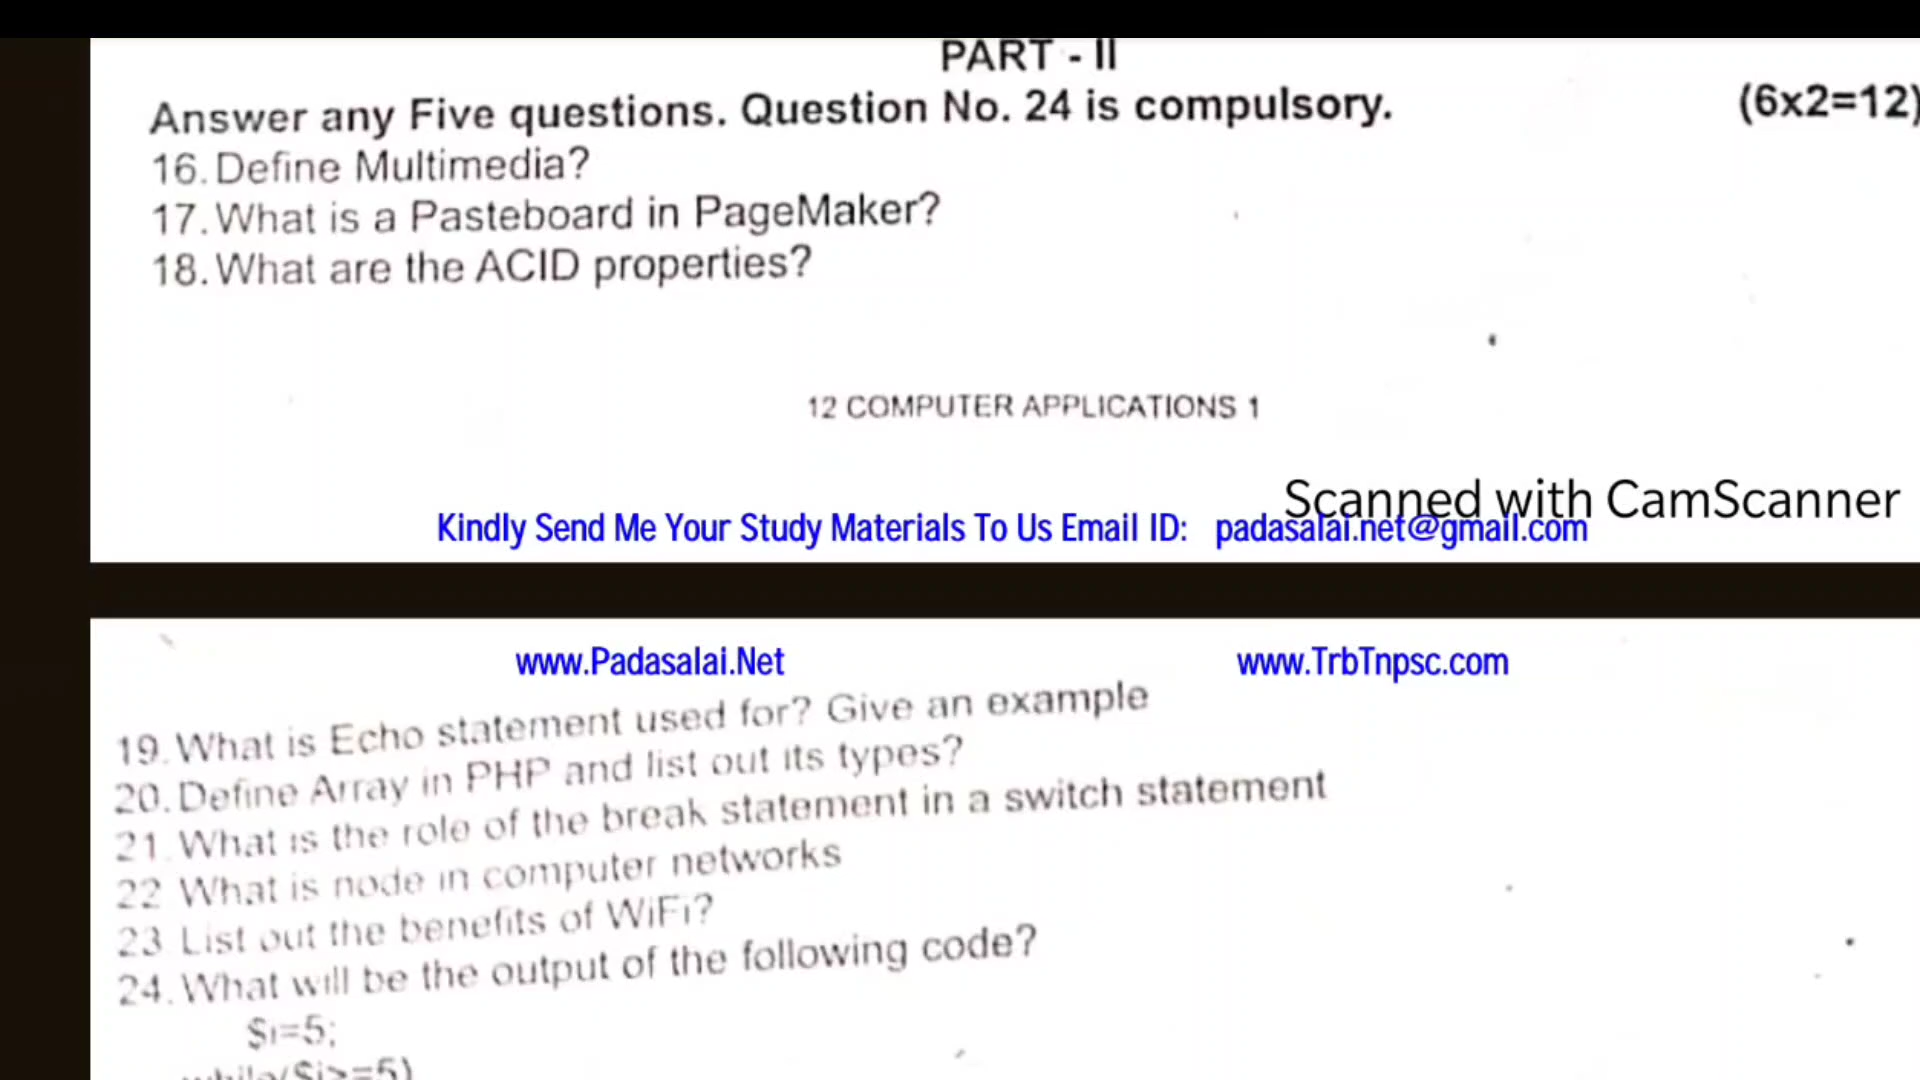 PART - II
Answer any Five questions. Question No. 24 is compulsory. (6x2=12)
16. Define Multimedia?
17. What is a Pasteboard in PageMaker?
18. What are the ACID properties?
12 COMPUTER APPLICATIONS 1
Scanned with CamScanner
Kindly Send Me Your Study Materials To Us Email ID: padasalai.net@gmail.com
www.Padasalai.Net www.TrbTnpsc.com
19. What is Echo statement used for? Give an example
20. Define Array in PHP and list out its types?
21. What is the role of the break statement in a switch statement
22 What is node in computer networks
23. List out the benefits of WiFi?
24. What will be the output of the following code?
$i=5;
while($i>=5)